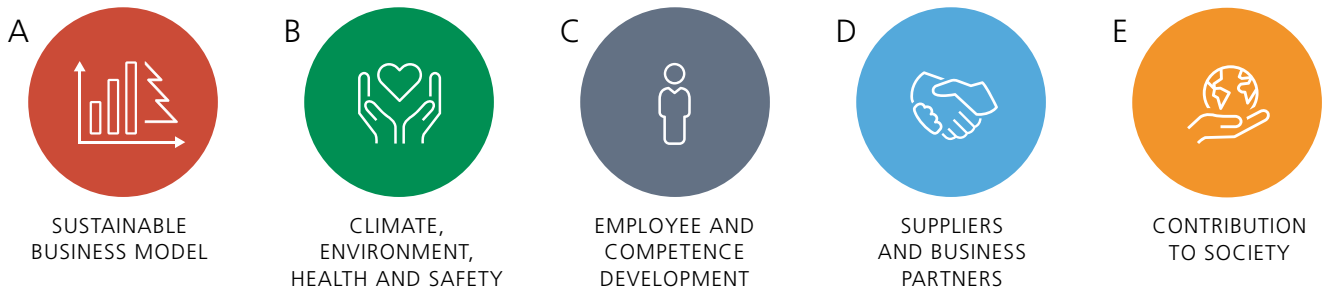 A
SUSTAINABLE
BUSINESS MODEL
B
CLIMATE,
ENVIRONMENT,
HEALTH AND SAFETY
C
EMPLOYEE AND
COMPETENCE
DEVELOPMENT
D
SUPPLIERS
AND BUSINESS
PARTNERS
E
CONTRIBUTION
TO SOCIETY